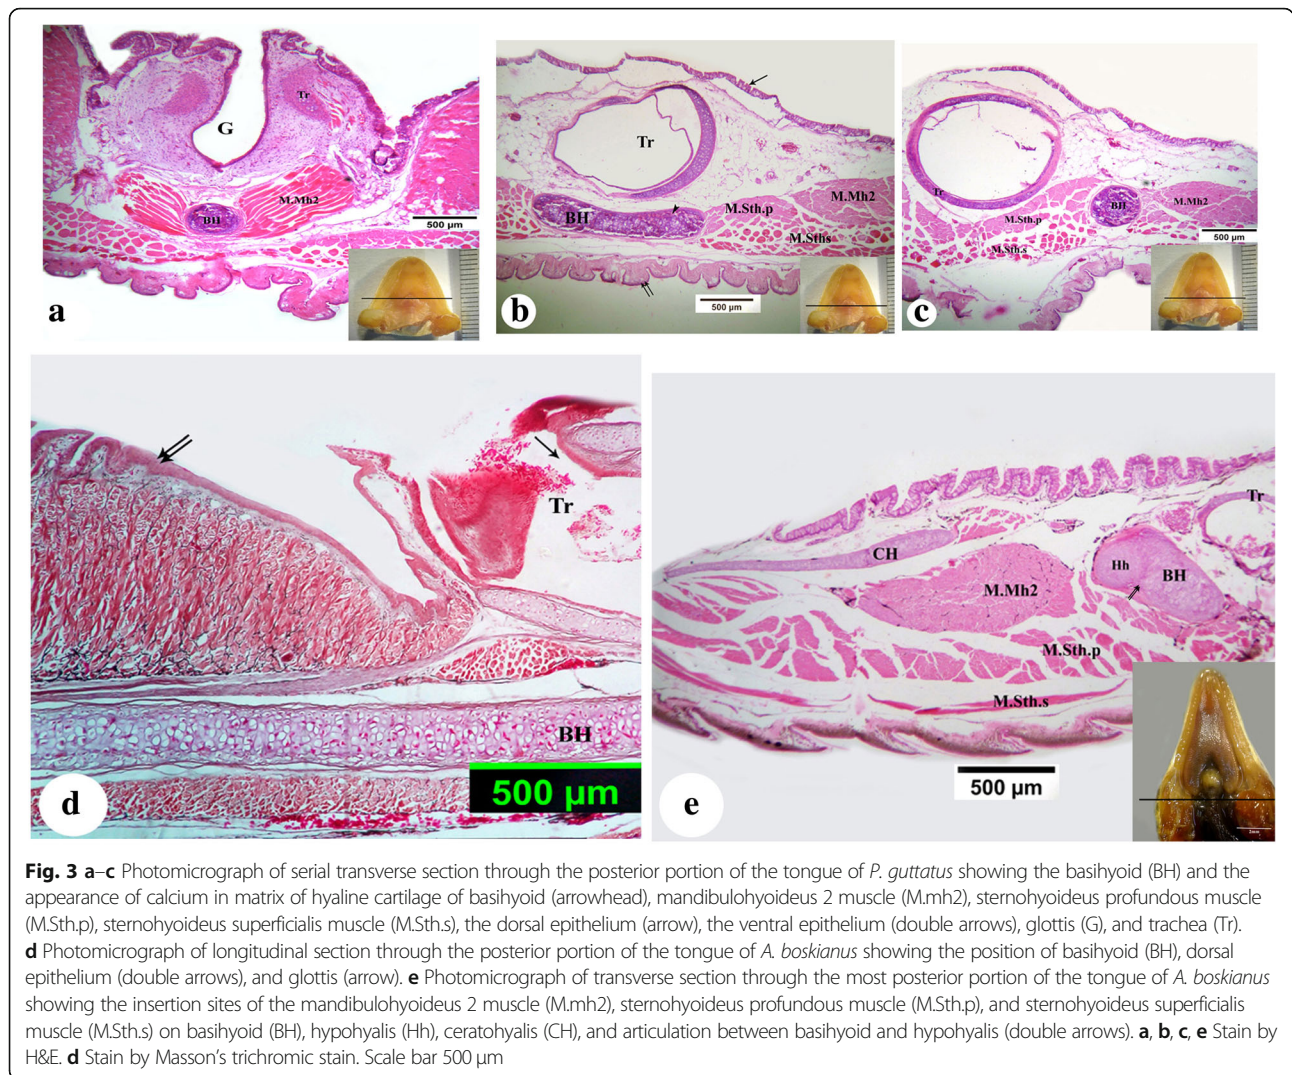 G
Tr
M.Mh2
BH
500 µm
a
Tr
BH
M.Sth.p
M.Mh2
M.Sths
500 µm
b
Tr
M.Sth.p
BH
M.Mh2
M.Sth.s
500 µm
c
Tr
BH
500 µm
d
CH
Tr
Hh
BH
M.Mh2
M.Sth.p
M.Sth.s
500 µm
e
Fig. 3 a–c Photomicrograph of serial transverse section through the posterior portion of the tongue of P. guttatus showing the basihyoid (BH) and the
appearance of calcium in matrix of hyaline cartilage of basihyoid (arrowhead), mandibulohyoideus 2 muscle (M.mh2), sternohyoideus profundous muscle
(M.Sth.p), sternohyoideus superficialis muscle (M.Sth.s), the dorsal epithelium (arrow), the ventral epithelium (double arrows), glottis (G), and trachea (Tr).
d Photomicrograph of longitudinal section through the posterior portion of the tongue of A. boskianus showing the position of basihyoid (BH), dorsal
epithelium (double arrows), and glottis (arrow). e Photomicrograph of transverse section through the most posterior portion of the tongue of A. boskianus
showing the insertion sites of the mandibulohyoideus 2 muscle (M.mh2), sternohyoideus profundous muscle (M.Sth.p), and sternohyoideus superficialis
muscle (M.Sth.s) on basihyoid (BH), hypohyalis (Hh), ceratohyalis (CH), and articulation between basihyoid and hypohyalis (double arrows). a, b, c, e Stain by
H&E. d Stain by Masson's trichromic stain. Scale bar 500 µm